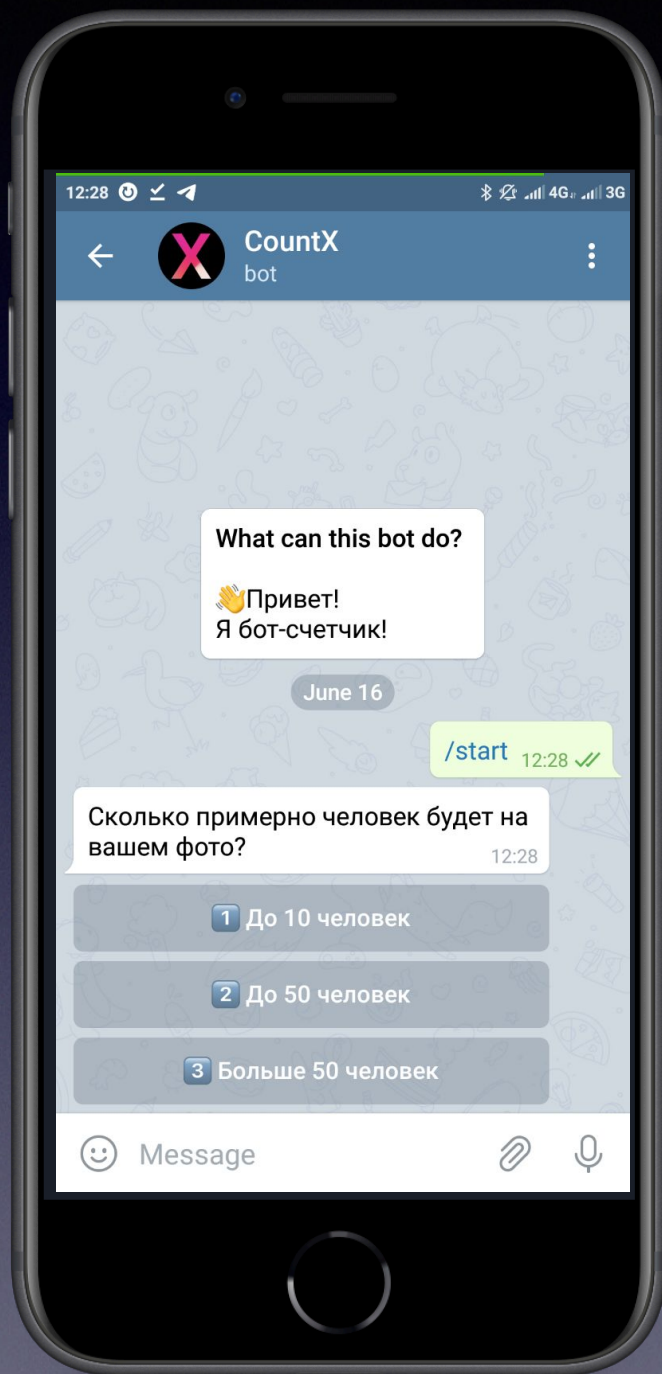 12:28 4G 3G
CountX
bot
What can this bot do?
👋Привет!
Я бот-счетчик!
June 16
/start 12:28
Сколько примерно человек будет на
вашем фото? 12:28
1️⃣ До 10 человек
2️⃣ До 50 человек
3️⃣ Больше 50 человек
Message